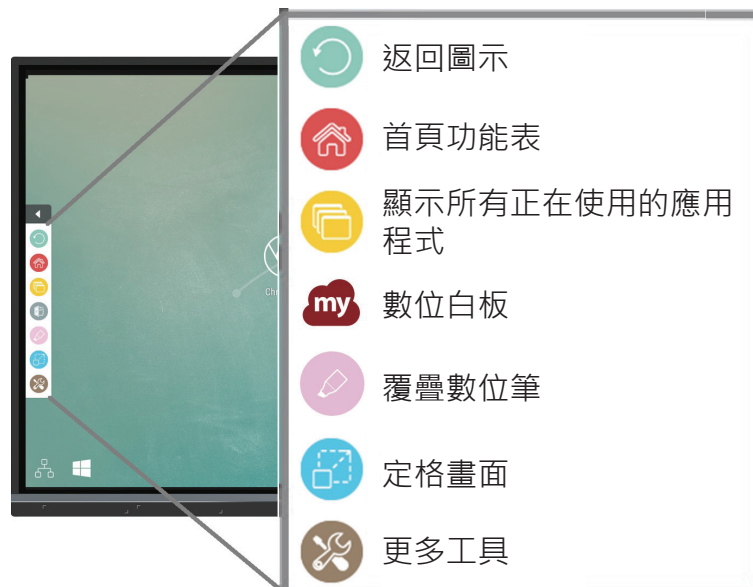 返回圖示
首頁功能表
顯示所有正在使用的應用
程式
my
數位白板
覆疊數位筆
定格畫面
更多工具